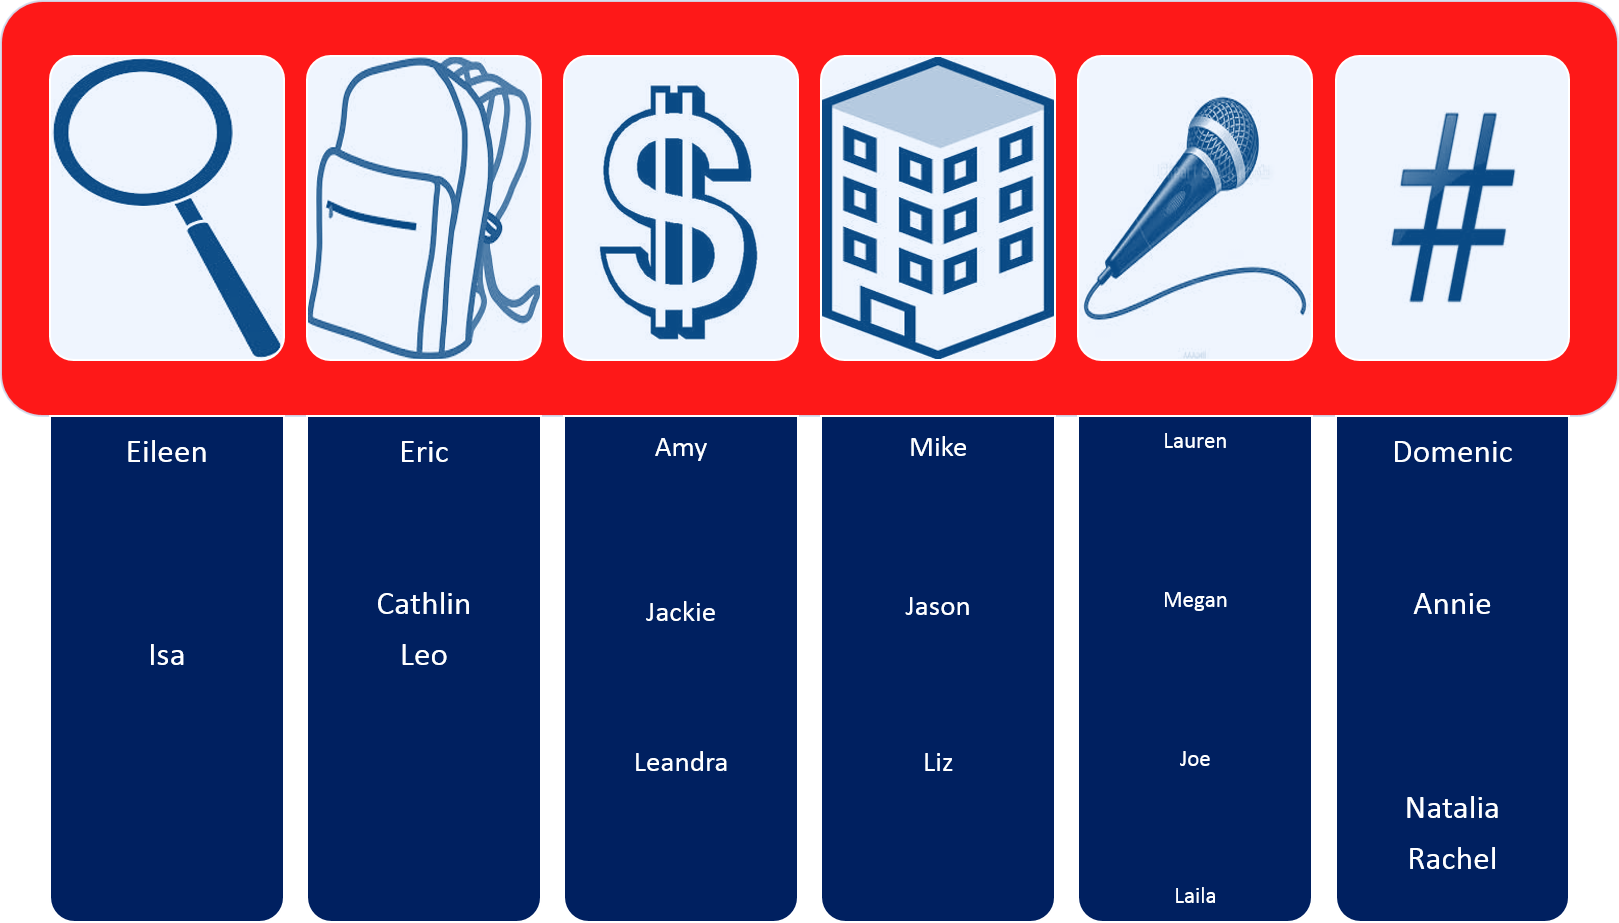 $
#
Eileen
Isa
Eric
Cathlin
Leo
Amy
Jackie
Leandra
Mike
Jason
Liz
Lauren
Megan
Joe
Laila
Domenic
Annie
Natalia
Rachel